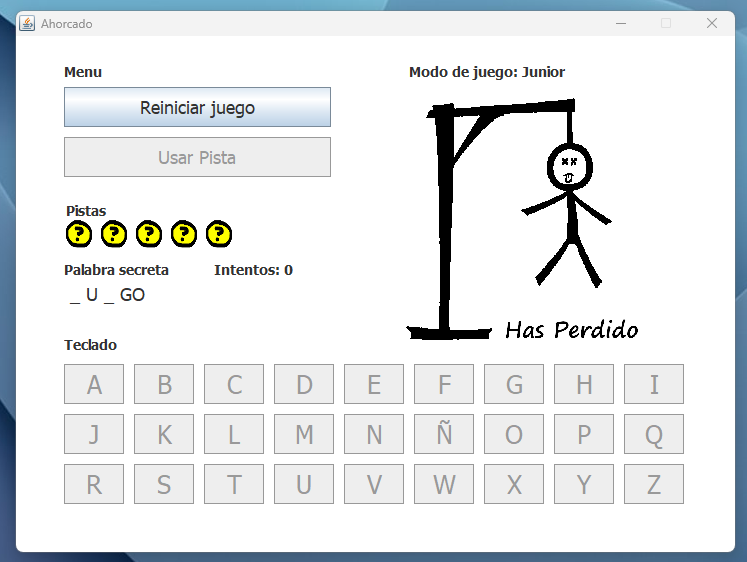 Ahorcado
Menu
Modo de juego: Junior
Reiniciar juego
Usar Pista
Pistas
? ? ? ? ?
Palabra secreta Intentos: 0
_ U _ GO
Has Perdido
Teclado
A B C D E F G H I
J K L M N Ñ O P Q
R S T U V W X Y Z